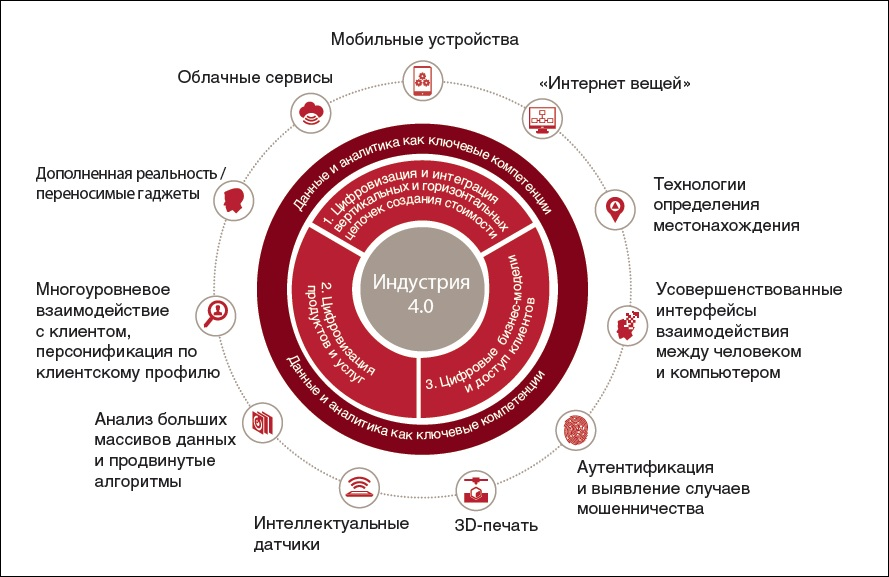 Мобильные устройства
Облачные сервисы
«Интернет вещей»
Дополненная реальность /
переносимые гаджеты
Технологии
определения
местонахождения
Многоуровневое
взаимодействие
с клиентом,
персонификация по
клиентскому профилю
Усовершенствованные
интерфейсы
взаимодействия
между человеком
и компьютером
Анализ больших
массивов данных
и продвинутые
алгоритмы
Аутентификация
и выявление случаев
мошенничества
Интеллектуальные
датчики
3D-печать
Данные и аналитика как ключевые компетенции
1. Цифровизация и интеграция
вертикальных и горизонтальных
цепочек создания стоимости
2. Цифровизация
продуктов и услуг
3. Цифровые бизнес-модели
и доступ клиентов
Индустрия
4.0
Данные и аналитика как ключевые компетенции